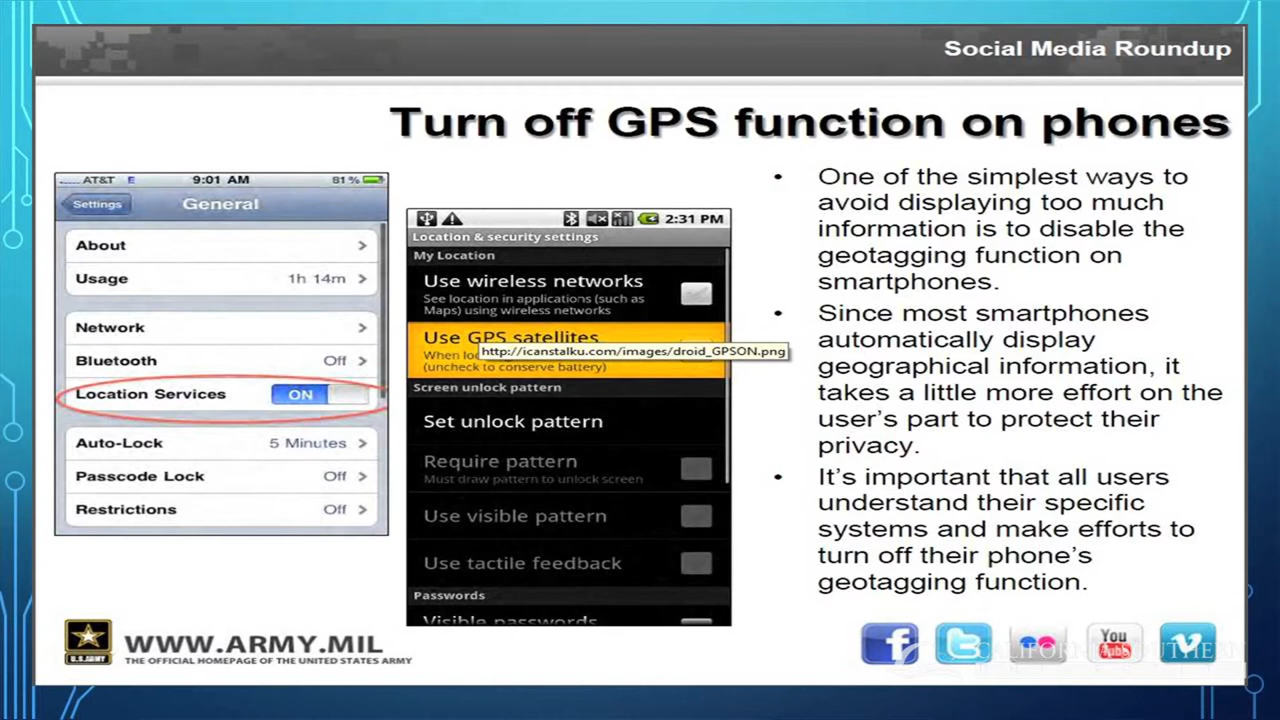 Social Media Roundup
Turn off GPS function on phones
AT&T E 9:01 AM 81%
Settings General
About
Usage 1h 14m
Network
Bluetooth Off
Location Services ON
Auto-Lock 5 Minutes
Passcode Lock Off
Restrictions Off
2:31 PM
Location & security settings
My Location
Use wireless networks
See location in applications (such as
Maps) using wireless networks
Use GPS satellites
http://icanstalku.com/images/droid_GPSON.png
When
(uncheck to conserve battery)
Screen unlock pattern
Set unlock pattern
Require pattern
Must draw pattern to unlock screen
Use visible pattern
Use tactile feedback
Passwords
Visible passwords
• One of the simplest ways to
avoid displaying too much
information is to disable the
geotagging function on
smartphones.
• Since most smartphones
automatically display
geographical information, it
takes a little more effort on the
user’s part to protect their
privacy.
• It’s important that all users
understand their specific
systems and make efforts to
turn off their phone’s
geotagging function.
U.S.ARMY
WWW.ARMY.MIL
THE OFFICIAL HOMEPAGE OF THE UNITED STATES ARMY
You
Tube
CALIFORNIA SOUTHERN